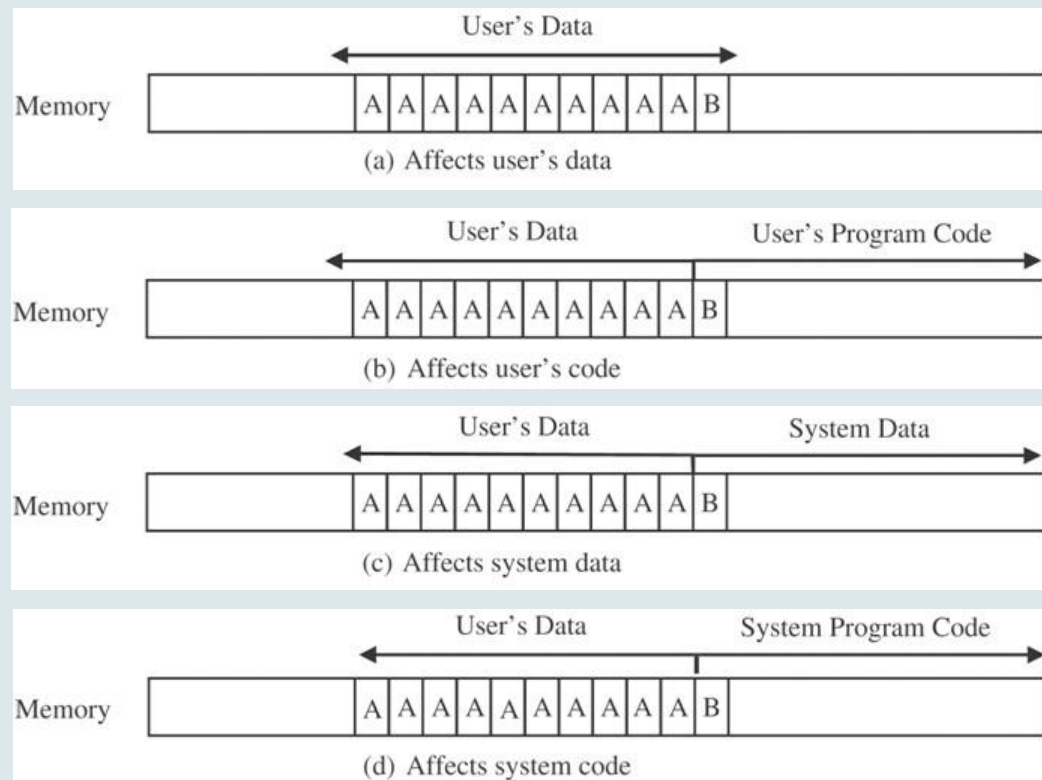 User's Data
Memory A A A A A A A A A A B
(a) Affects user's data
User's Data User's Program Code
Memory A A A A A A A A A A B
(b) Affects user's code
User's Data System Data
Memory A A A A A A A A A A B
(c) Affects system data
User's Data System Program Code
Memory A A A A A A A A A A B
(d) Affects system code